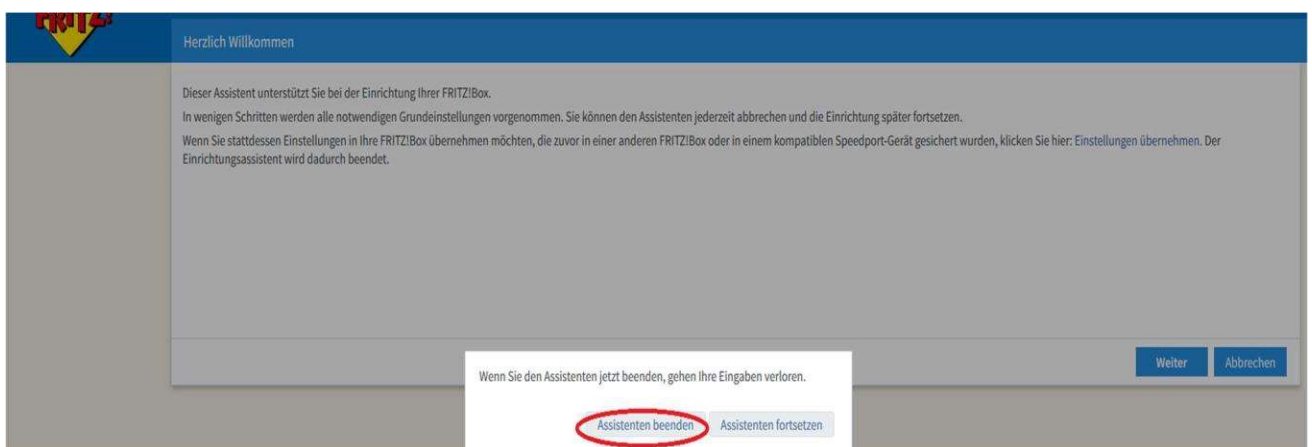 FRITZ!
Herzlich Willkommen
Dieser Assistent unterstützt Sie bei der Einrichtung Ihrer FRITZ!Box.
In wenigen Schritten werden alle notwendigen Grundeinstellungen vorgenommen. Sie können den Assistenten jederzeit abbrechen und die Einrichtung später fortsetzen.
Wenn Sie stattdessen Einstellungen in Ihre FRITZ!Box übernehmen möchten, die zuvor in einer anderen FRITZ!Box oder in einem kompatiblen Speedport-Gerät gesichert wurden, klicken Sie hier: Einstellungen übernehmen. Der
Einrichtungsassistent wird dadurch beendet.
Weiter Abbrechen
Wenn Sie den Assistenten jetzt beenden, gehen Ihre Eingaben verloren.
Assistenten beenden Assistenten fortsetzen